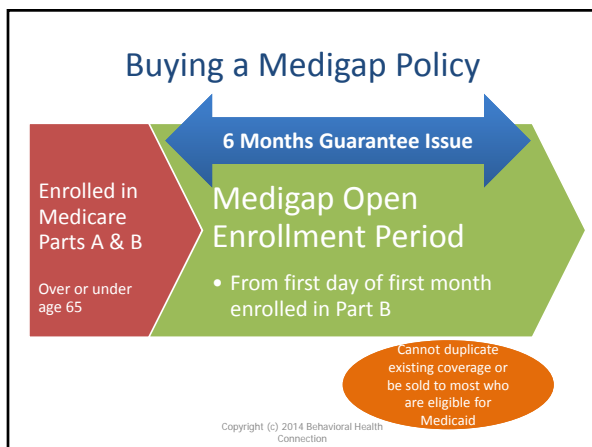 Buying a Medigap Policy
6 Months Guarantee Issue
Enrolled in
Medicare
Parts A & B
Over or under
age 65
Medigap Open
Enrollment Period
• From first day of first month
enrolled in Part B
Cannot duplicate
existing coverage or
be sold to most who
are eligible for
Medicaid
Copyright (c) 2014 Behavioral Health
Connection